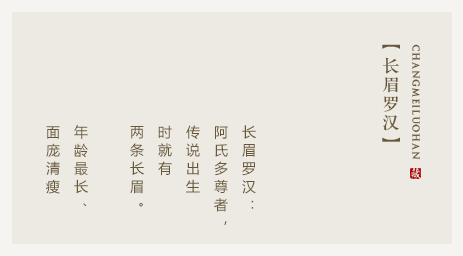 CHANGMEILUOHAN
【长眉罗汉】
长眉罗汉：
阿氏多尊者，
传说出生
时就有
两条长眉。
年龄最长、
面庞清瘦